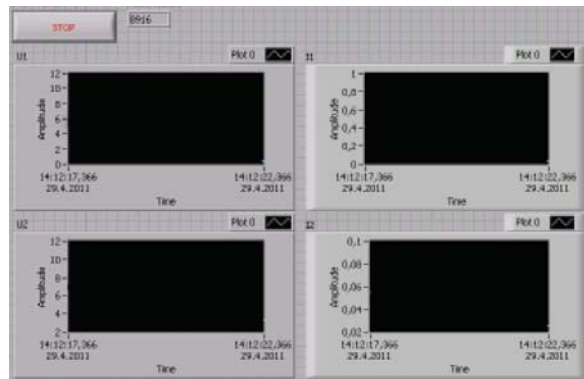 STOP
8916
U1
Plot 0
Amplitude
12
10
8
6
4
2
0
14:12:17,366
29.4.2011
14:12:22,366
29.4.2011
Time
I1
Plot 0
Amplitude
1
0,8
0,6
0,4
0,2
0
14:12:17,366
29.4.2011
14:12:22,366
29.4.2011
Time
U2
Plot 0
Amplitude
12
10
8
6
4
2
14:12:17,366
29.4.2011
14:12:22,366
29.4.2011
Time
I2
Plot 0
Amplitude
0,1
0,08
0,06
0,04
0,02
14:12:17,366
29.4.2011
14:12:22,366
29.4.2011
Time